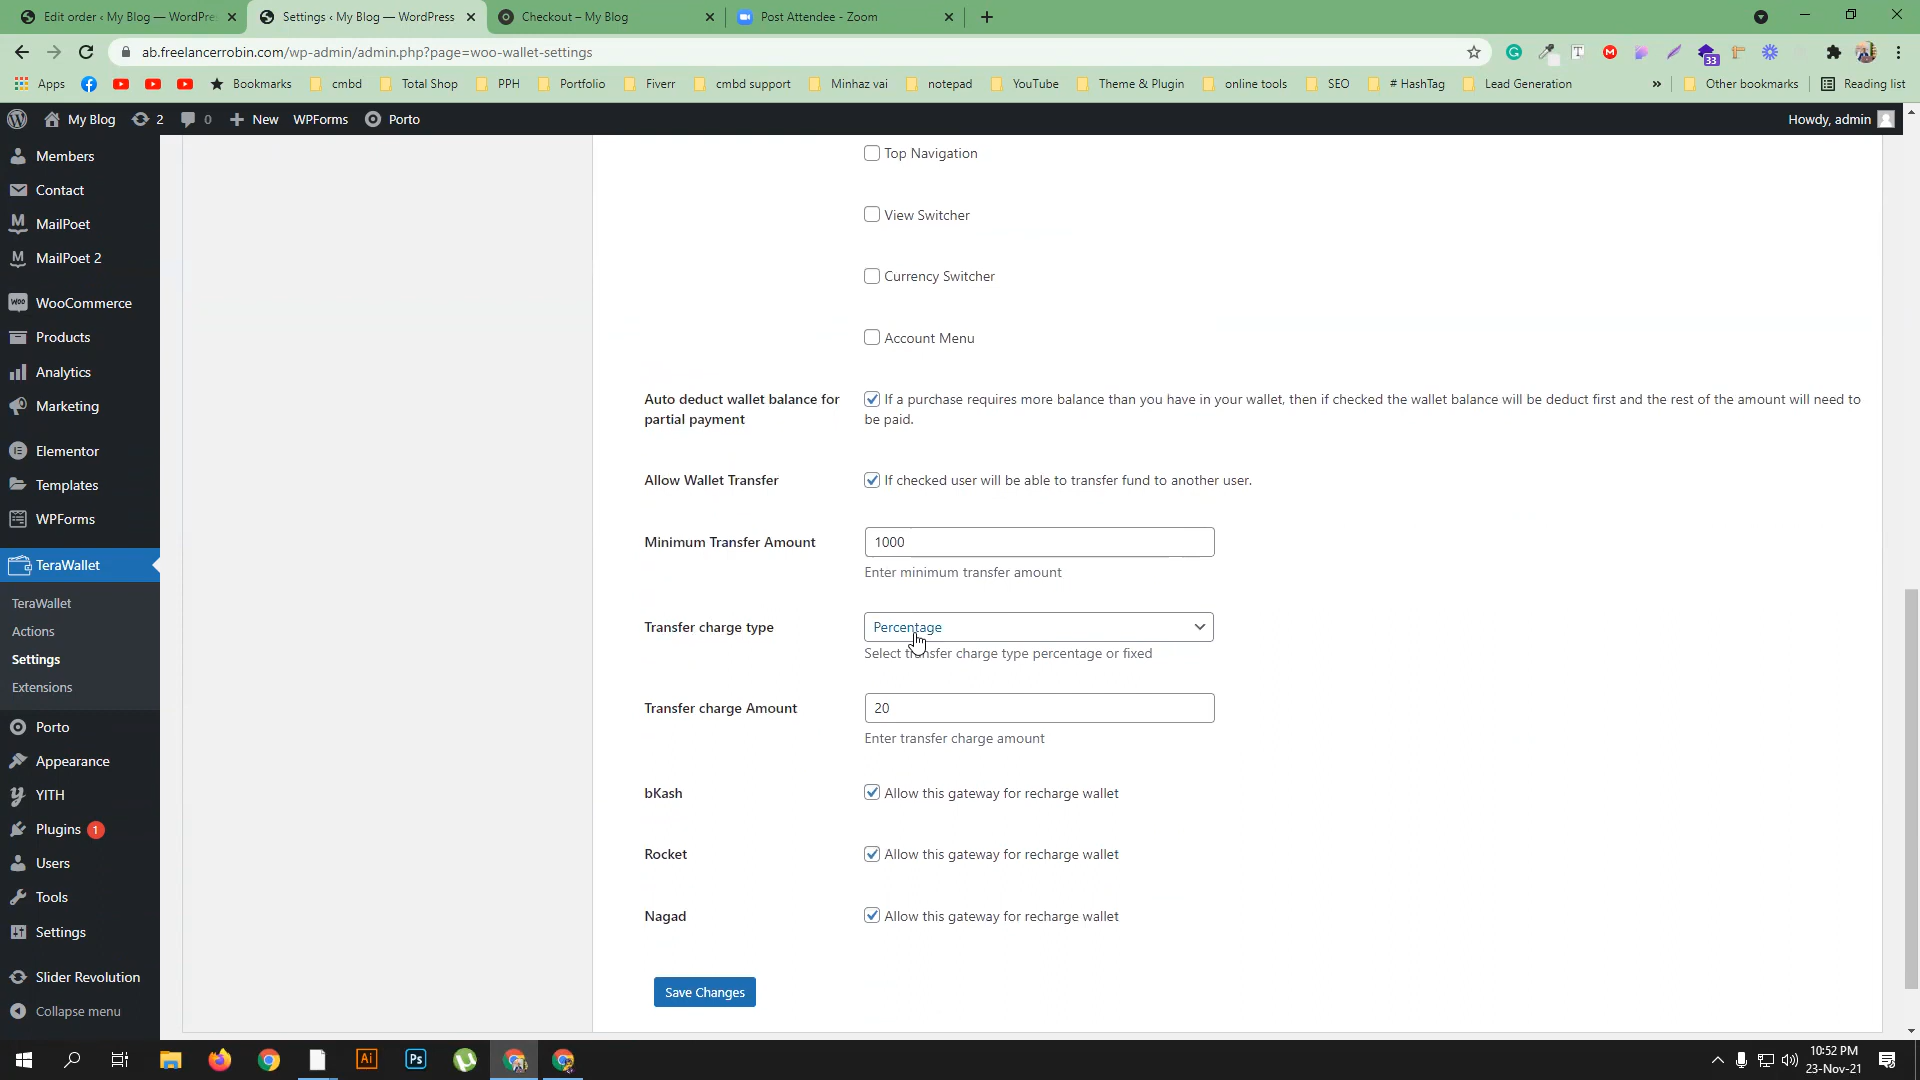 Edit order ‹ My Blog — WordPre
Settings ‹ My Blog — WordPress
Checkout – My Blog
Post Attendee - Zoom
ab.freelancerrobin.com/wp-admin/admin.php?page=woo-wallet-settings
33
Apps
Bookmarks
cmbd
Total Shop
PPH
Portfolio
Fiverr
cmbd support
Minhaz vai
notepad
YouTube
Theme & Plugin
online tools
SEO
# HashTag
Lead Generation
»
Other bookmarks
Reading list
My Blog
2
0
New
WPForms
Porto
Howdy, admin
Members
Contact
MailPoet
MailPoet 2
WooCommerce
Products
Analytics
Marketing
Elementor
Templates
WPForms
TeraWallet
TeraWallet
Actions
Settings
Extensions
Porto
Appearance
YITH
Plugins 1
Users
Tools
Settings
Slider Revolution
Collapse menu
Top Navigation
View Switcher
Currency Switcher
Account Menu
Auto deduct wallet balance for partial payment
If a purchase requires more balance than you have in your wallet, then if checked the wallet balance will be deduct first and the rest of the amount will need to be paid.
Allow Wallet Transfer
If checked user will be able to transfer fund to another user.
Minimum Transfer Amount
1000
Enter minimum transfer amount
Transfer charge type
Percentage
Select transfer charge type percentage or fixed
Transfer charge Amount
20
Enter transfer charge amount
bKash
Allow this gateway for recharge wallet
Rocket
Allow this gateway for recharge wallet
Nagad
Allow this gateway for recharge wallet
Save Changes
Ai
Ps
10:52 PM
23-Nov-21